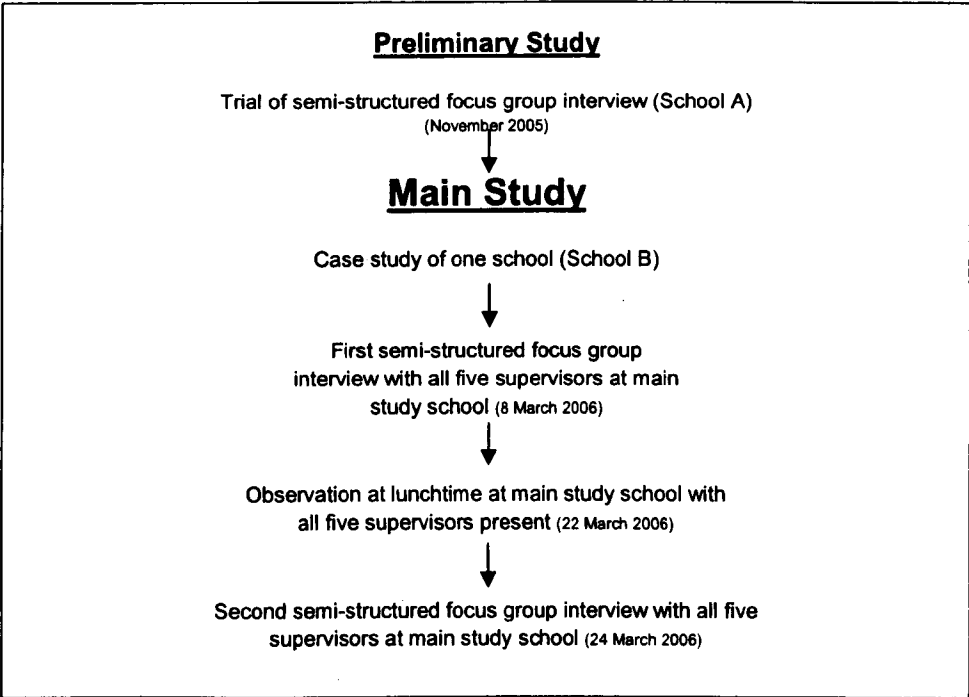 Preliminary Study
Trial of semi-structured focus group interview (School A)
(November 2005)
Main Study
Case study of one school (School B)
First semi-structured focus group
interview with all five supervisors at main
study school (8 March 2006)
Observation at lunchtime at main study school with
all five supervisors present (22 March 2006)
Second semi-structured focus group interview with all five
supervisors at main study school (24 March 2006)